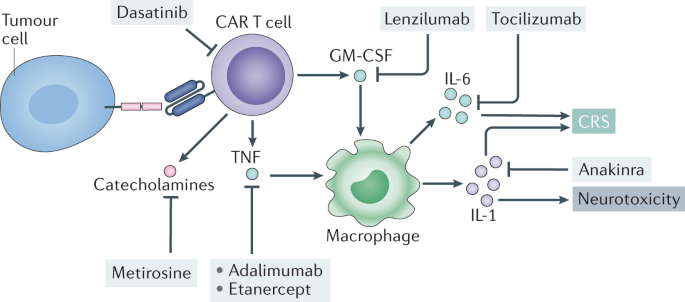 Tumour
cell
Dasatinib
CAR T cell
Lenzilumab
Tocilizumab
GM-CSF
IL-6
CRS
TNF
Catecholamines
Anakinra
Neurotoxicity
IL-1
Macrophage
Metirosine
• Adalimumab
• Etanercept